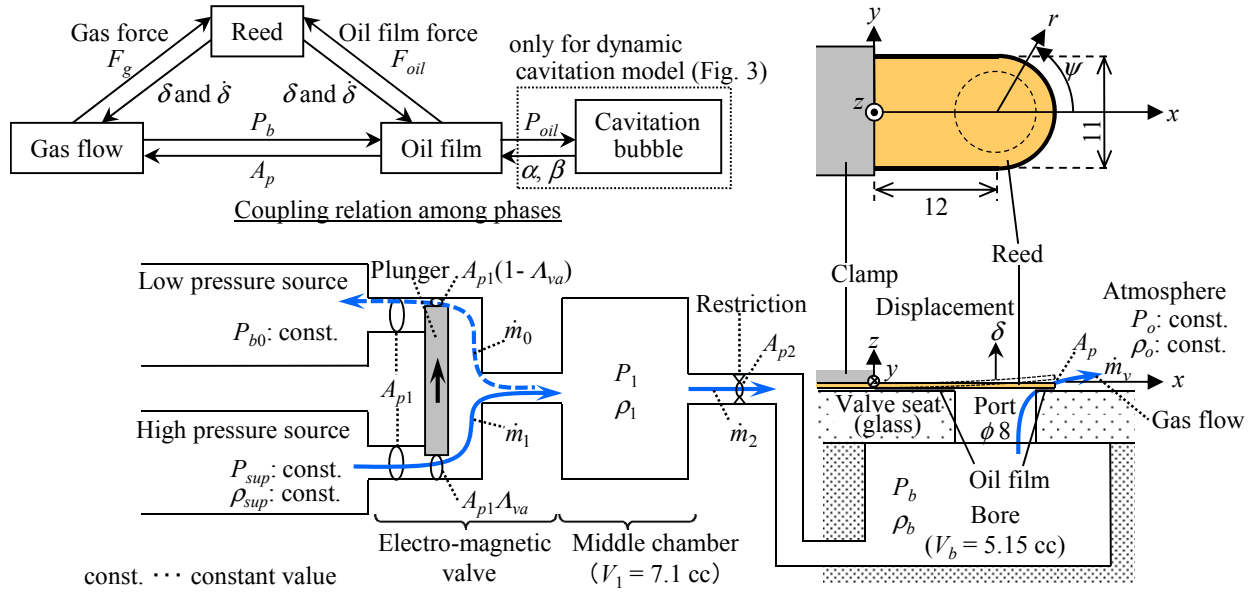 Gas force
F_g
Reed
Oil film force
F_oil
δ and δ̇
δ and δ̇
only for dynamic
cavitation model (Fig. 3)
Gas flow
P_b
A_p
Oil film
P_oil
α, β
Cavitation
bubble
Coupling relation among phases
y
r
ψ
z
x
11
12
Reed
Clamp
Low pressure source
P_b0: const.
Plunger
A_p1(1- Λ_va)
ṁ_0
A_p1
High pressure source
P_sup: const.
ρ_sup: const.
ṁ_1
A_p1Λ_va
P_1
ρ_1
Restriction
A_p2
ṁ_2
Displacement
δ
z
y
x
Atmosphere
P_o: const.
ρ_o: const.
A_p
ṁ_v
Gas flow
Valve seat
(glass)
Port
ϕ 8
Oil film
P_b
ρ_b
Bore
(V_b = 5.15 cc)
Electro-magnetic
valve
Middle chamber
(V_1 = 7.1 cc)
const. ··· constant value